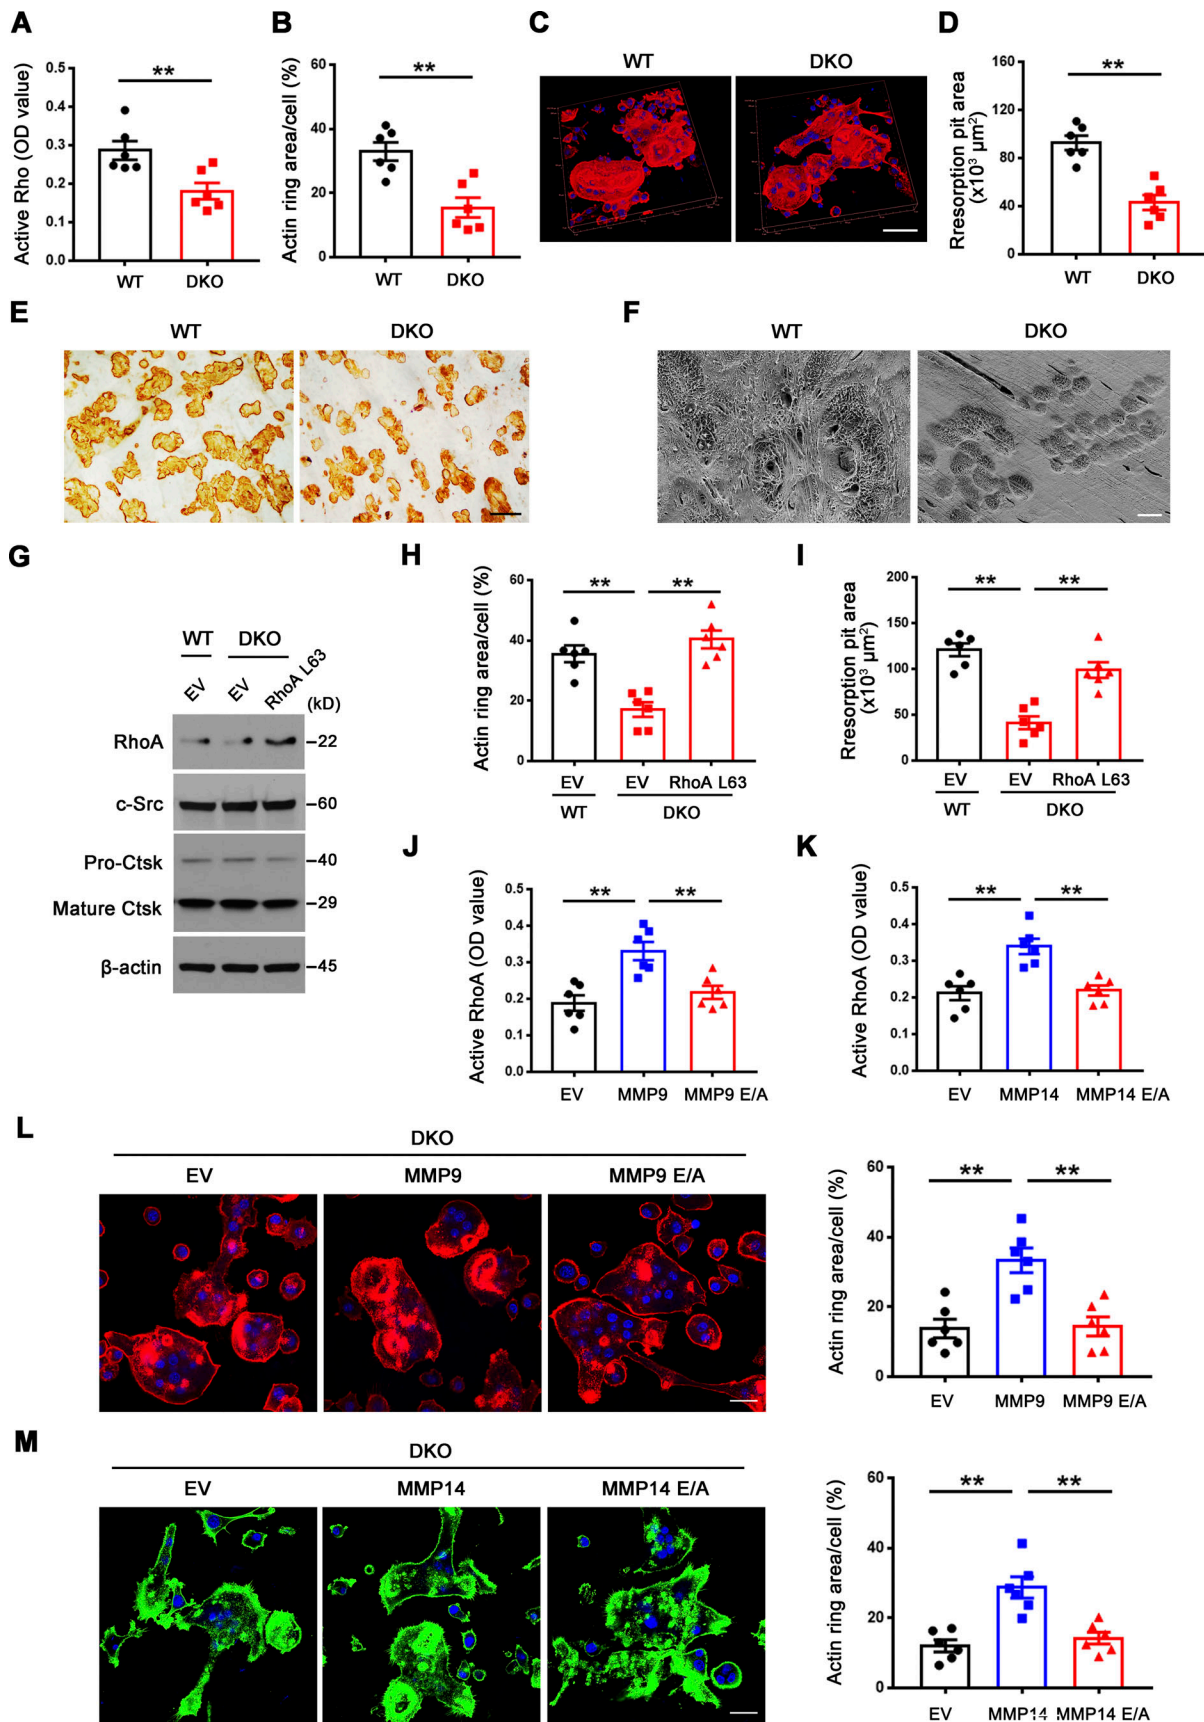 A
Active Rho (OD value)
0.5
0.4
0.3
0.2
0.1
0.0
**
WT
DKO
B
Actin ring area/cell (%)
60
40
20
0
**
WT
DKO
C
WT
DKO
D
Rresorption pit area
(x10³ µm²)
160
120
80
40
0
**
WT
DKO
E
WT
DKO
F
WT
DKO
G
WT
DKO
EV
EV
RhoA L63
(kD)
RhoA
–22
c-Src
–60
Pro-Ctsk
–40
Mature Ctsk
–29
β-actin
–45
H
Actin ring area/cell (%)
60
40
20
0
**
**
EV
EV
RhoA L63
WT
DKO
I
Rresorption pit area
(x10³ µm²)
200
150
100
50
0
**
**
EV
EV
RhoA L63
WT
DKO
J
Active RhoA (OD value)
0.5
0.4
0.3
0.2
0.1
0.0
**
**
EV
MMP9
MMP9 E/A
K
Active RhoA (OD value)
0.5
0.4
0.3
0.2
0.1
0.0
**
**
EV
MMP14
MMP14 E/A
L
DKO
EV
MMP9
MMP9 E/A
Actin ring area/cell (%)
60
40
20
0
**
**
EV
MMP9
MMP9 E/A
M
DKO
EV
MMP14
MMP14 E/A
Actin ring area/cell (%)
60
40
20
0
**
**
EV
MMP14
MMP14 E/A